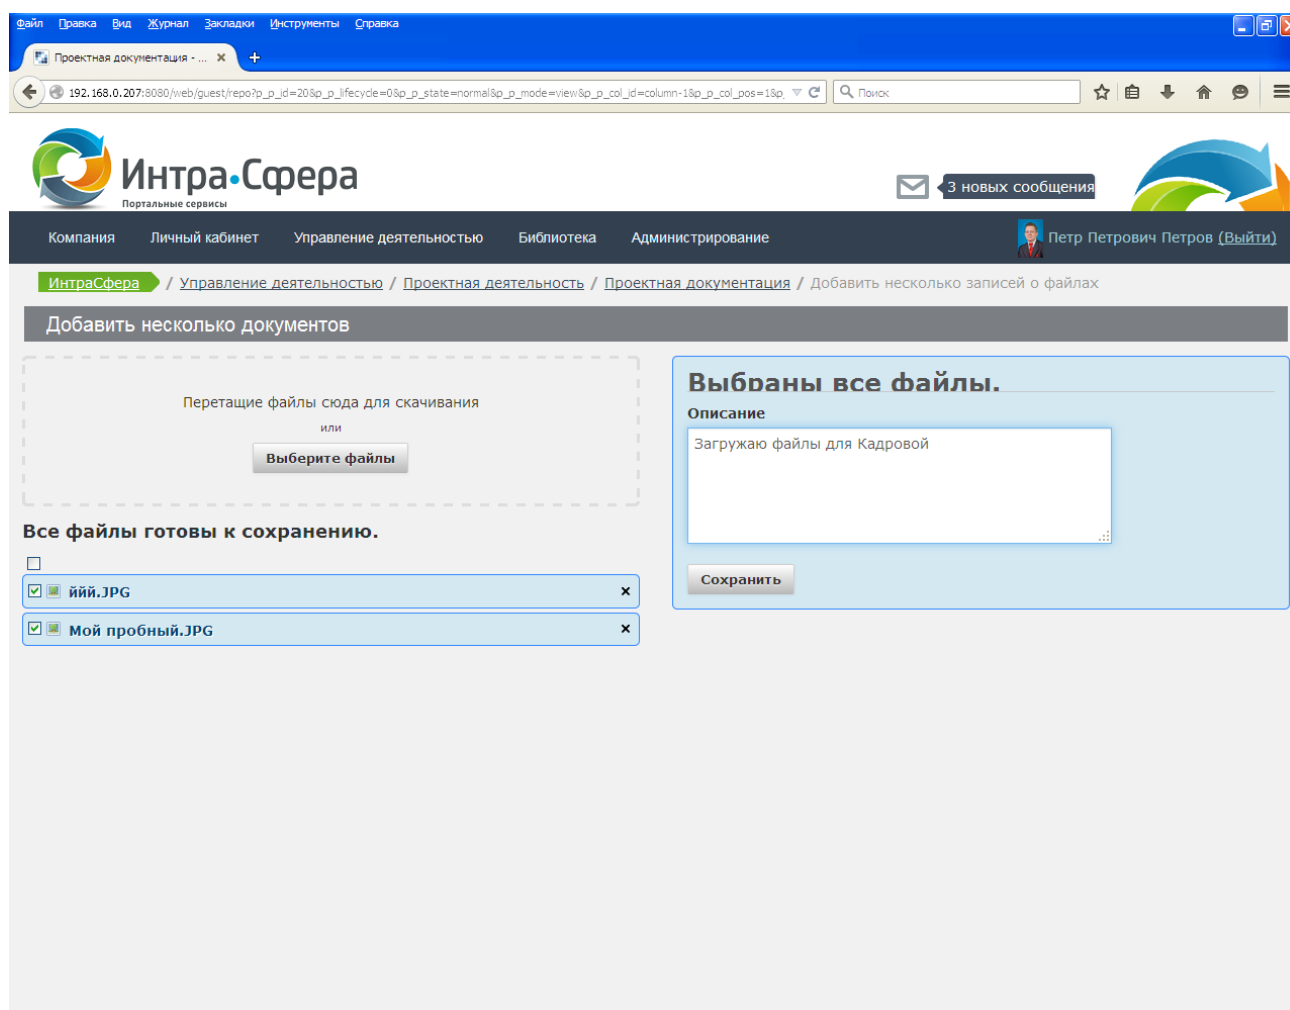 Файл Правка Вид Журнал Закладки Инструменты Справка
Проектная документация - ...
192.168.0.207:8080/web/guest/repo?p_p_id=20&p_p_lifecycle=0&p_p_state=normal&p_p_mode=view&p_p_col_id=column-1&p_p_col_pos=1&p, Поиск
Интра•Сфера
Портальные сервисы
3 новых сообщения
Компания Личный кабинет Управление деятельностью Библиотека Администрирование Петр Петрович Петров (Выйти)
ИнтраСфера / Управление деятельностью / Проектная деятельность / Проектная документация / Добавить несколько записей о файлах
Добавить несколько документов
Перетащие файлы сюда для скачивания
или
Выберите файлы
Все файлы готовы к сохранению.
ййй.JPG
Мой пробный.JPG
Выбраны все файлы.
Описание
Загружаю файлы для Кадровой
Сохранить